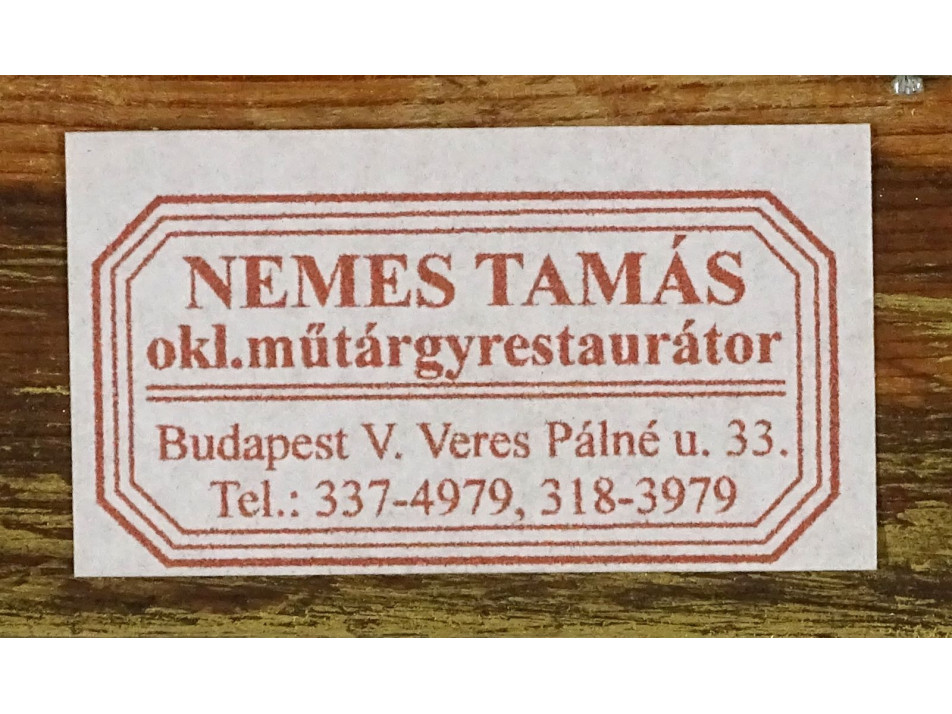 NEMES TAMÁS
okl.műtárgyrestaurátor
Budapest V. Veres Pálné u. 33.
Tel.: 337-4979, 318-3979